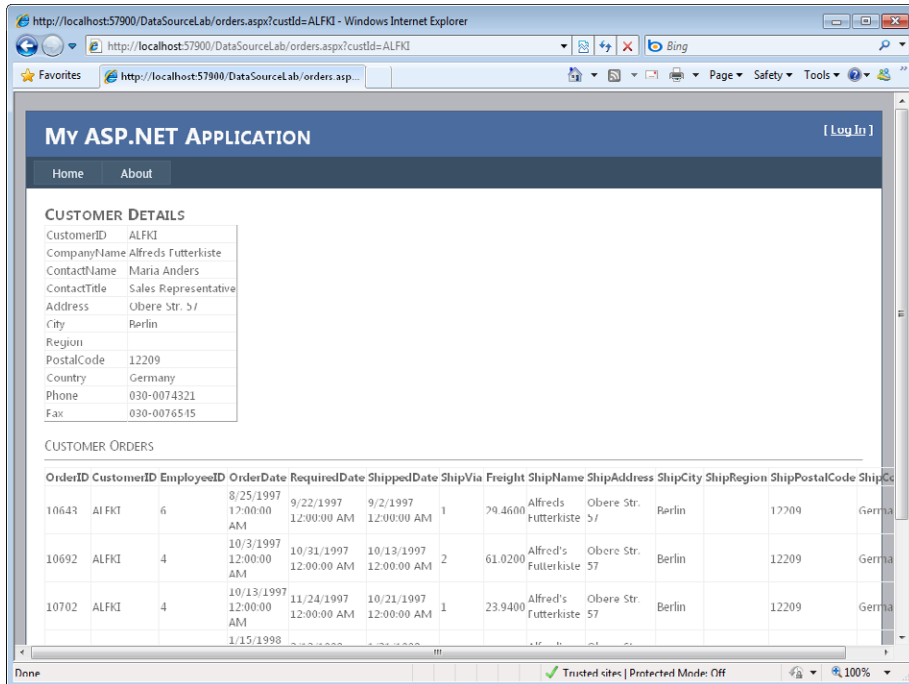 http://localhost:57900/DataSourceLab/orders.aspx?custId=ALFKI - Windows Internet Explorer
http://localhost:57900/DataSourceLab/orders.aspx?custId=ALFKI
Bing
Favorites
http://localhost:57900/DataSourceLab/orders.asp...
Page
Safety
Tools
MY ASP.NET APPLICATION
[ Log In ]
Home
About
CUSTOMER DETAILS
CustomerID ALFKI
CompanyName Alfreds Futterkiste
ContactName Maria Anders
ContactTitle Sales Representative
Address Obere Str. 57
City Berlin
Region
PostalCode 12209
Country Germany
Phone 030-0074321
Fax 030-0076545
CUSTOMER ORDERS
OrderID CustomerID EmployeeID OrderDate RequiredDate ShippedDate ShipVia Freight ShipName ShipAddress ShipCity ShipRegion ShipPostalCode ShipCo
10643 ALFKI 6 8/25/1997 12:00:00 AM 9/22/1997 12:00:00 AM 9/2/1997 12:00:00 AM 1 29.4600 Alfreds Futterkiste Obere Str. 57 Berlin 12209 Germa
10692 ALFKI 4 10/3/1997 12:00:00 AM 10/31/1997 12:00:00 AM 10/13/1997 12:00:00 AM 2 61.0200 Alfred's Futterkiste Obere Str. 57 Berlin 12209 Germa
10702 ALFKI 4 10/13/1997 12:00:00 AM 11/24/1997 12:00:00 AM 10/21/1997 12:00:00 AM 1 23.9400 Alfred's Futterkiste Obere Str. 57 Berlin 12209 Germa
1/15/1998
Done
Trusted sites | Protected Mode: Off
100%